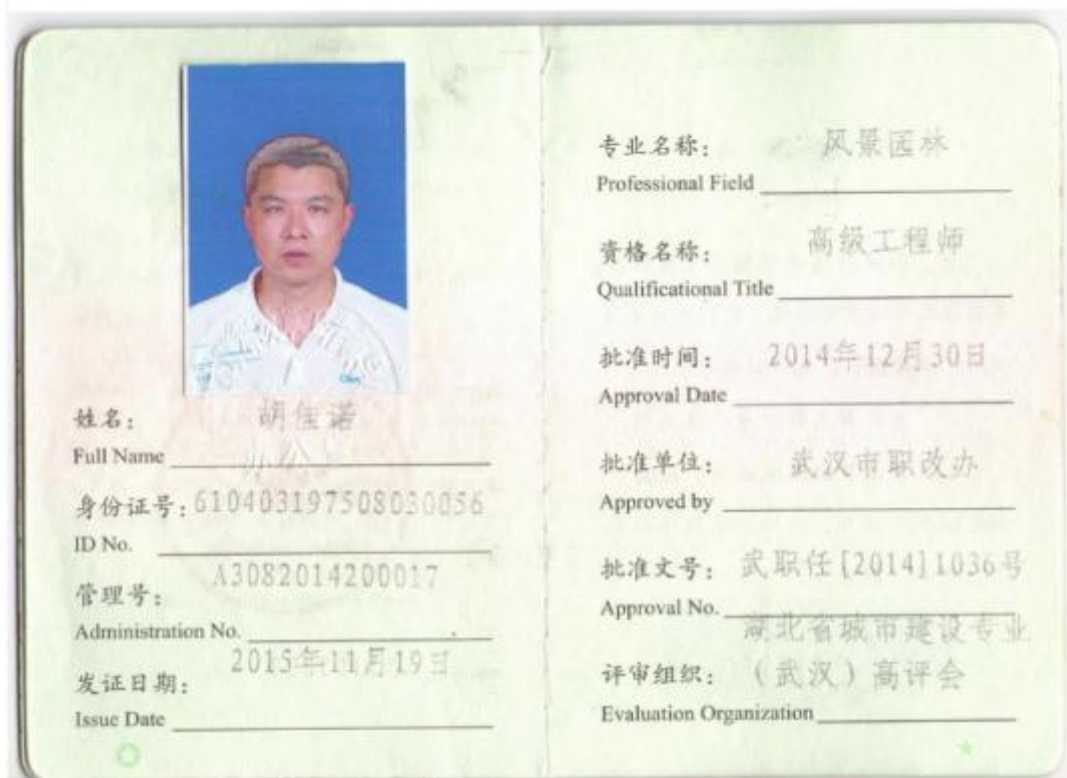 姓名： 胡佳诺
Full Name
身份证号：610403197508030056
ID No.
A3082014200017
管理号：
Administration No.
2015年11月19日
发证日期：
Issue Date
专业名称： 风景园林
Professional Field
资格名称： 高级工程师
Qualificational Title
批准时间： 2014年12月30日
Approval Date
批准单位： 武汉市职改办
Approved by
批准文号： 武职任[2014]1036号
Approval No.
湖北省城市建设专业
评审组织： （武汉）高评会
Evaluation Organization